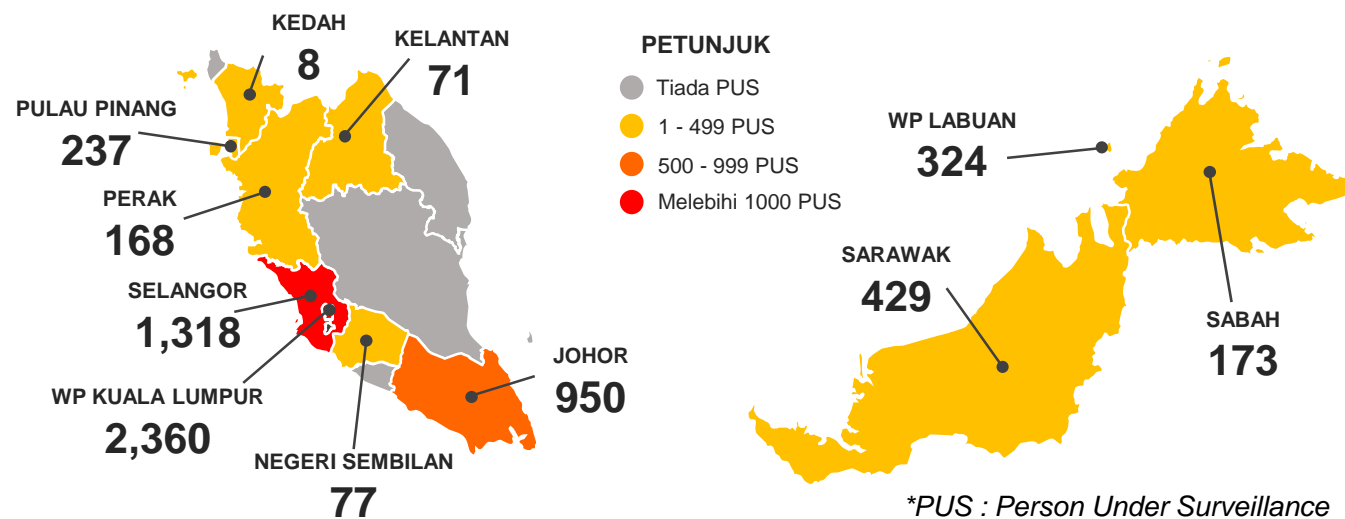 KEDAH
8
KELANTAN
71
PULAU PINANG
237
PERAK
168
SELANGOR
1,318
WP KUALA LUMPUR
2,360
NEGERI SEMBILAN
77
JOHOR
950
PETUNJUK
Tiada PUS
1 - 499 PUS
500 - 999 PUS
Melebihi 1000 PUS
WP LABUAN
324
SARAWAK
429
SABAH
173
*PUS : Person Under Surveillance